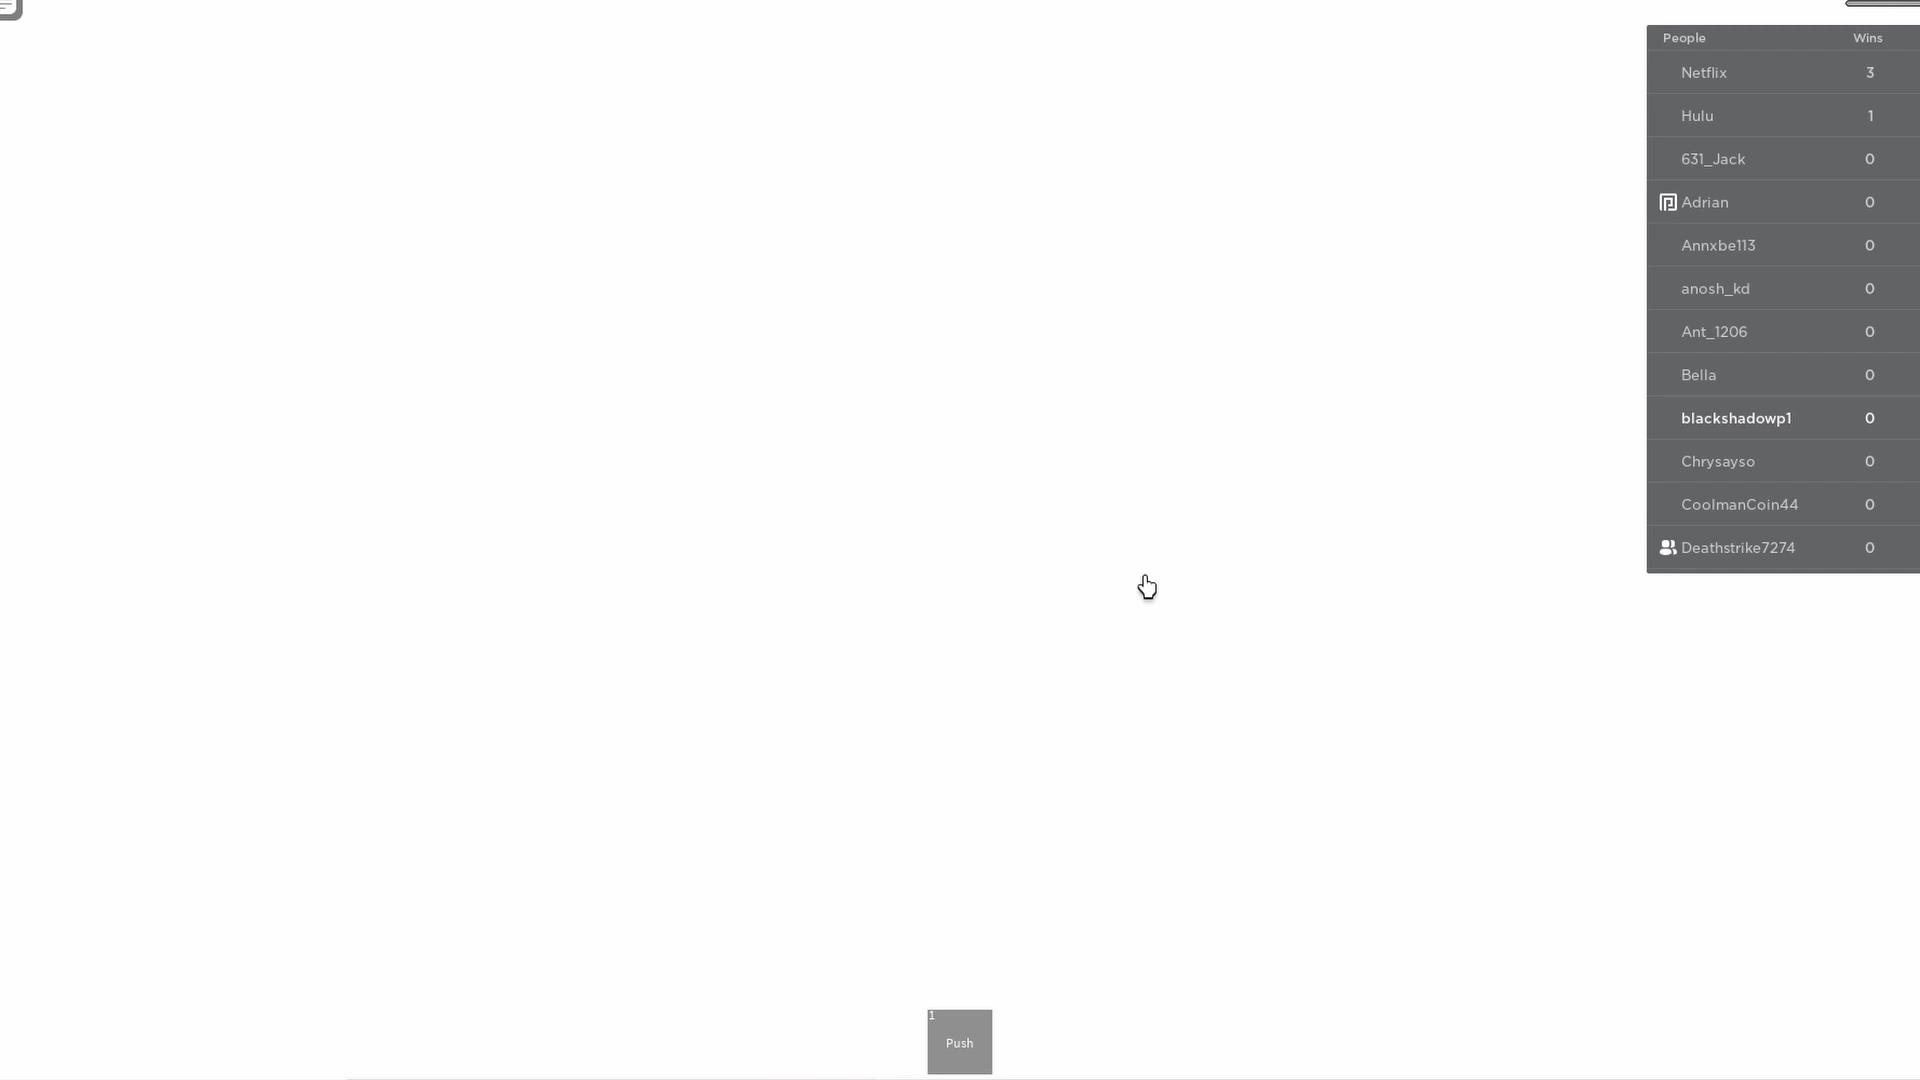 People Wins
Netflix 3
Hulu 1
631_Jack 0
Adrian 0
Annxbe113 0
anosh_kd 0
Ant_1206 0
Bella 0
blackshadowp1 0
Chrysayso 0
CoolmanCoin44 0
Deathstrike7274 0
1
Push